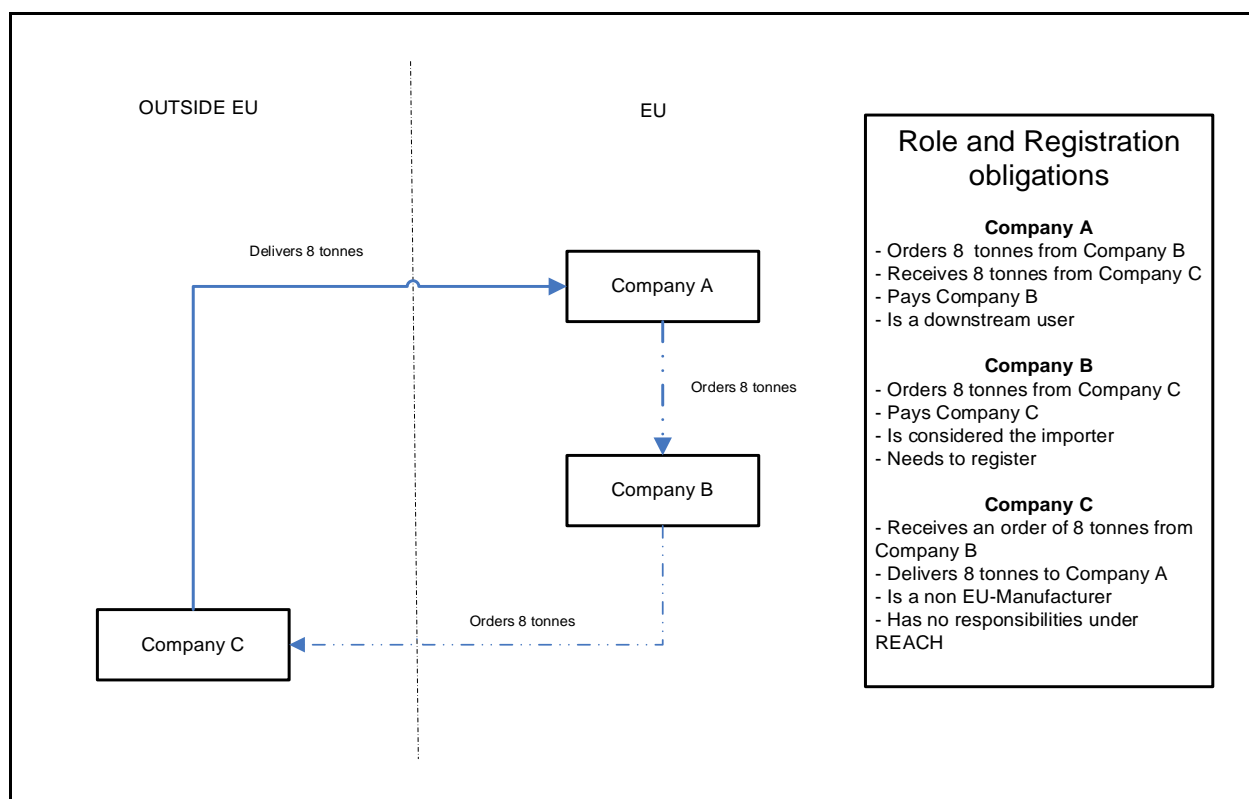 OUTSIDE EU
EU
Delivers 8 tonnes
Company A
Orders 8 tonnes
Company B
Orders 8 tonnes
Company C
Role and Registration
obligations
Company A
- Orders 8  tonnes from Company B
- Receives 8 tonnes from Company C
- Pays Company B
- Is a downstream user
Company B
- Orders 8 tonnes from Company C
- Pays Company C
- Is considered the importer
- Needs to register
Company C
- Receives an order of 8 tonnes from
Company B
- Delivers 8 tonnes to Company A
- Is a non EU-Manufacturer
- Has no responsibilities under
REACH